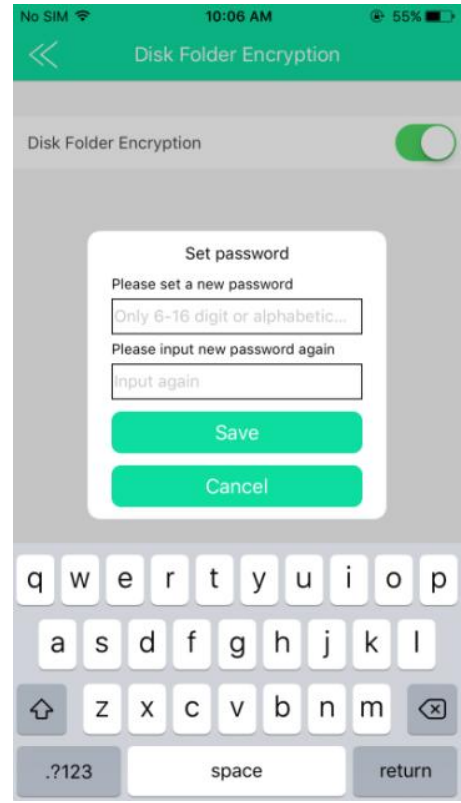 No SIM 10:06 AM 55%
Disk Folder Encryption
Disk Folder Encryption
Set password
Please set a new password
Only 6-16 digit or alphabetic...
Please input new password again
Input again
Save
Cancel
q w e r t y u i o p
a s d f g h j k l
z x c v b n m
.?123 space return